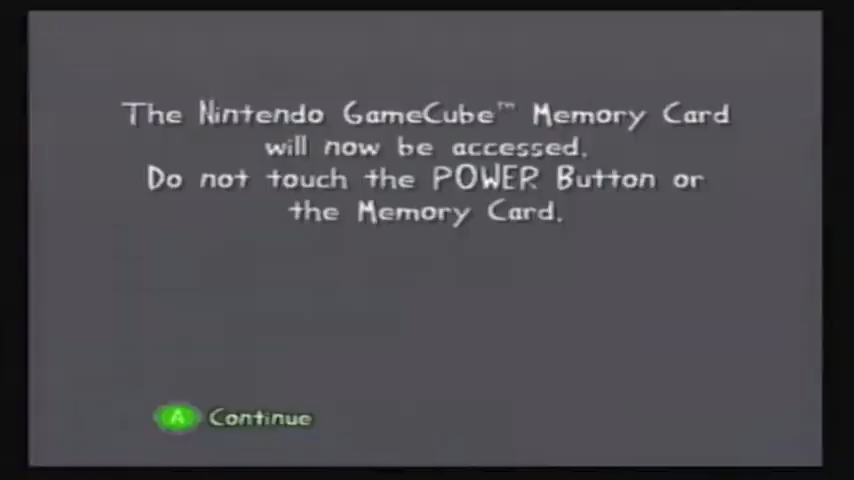 The Nintendo GameCube™ Memory Card
will now be accessed.
Do not touch the POWER Button or
the Memory Card.
A Continue